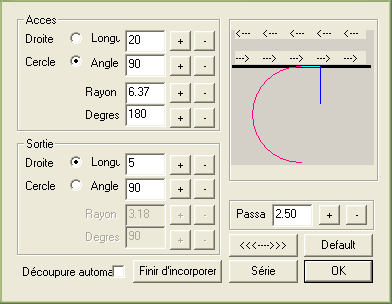 Acces
Droite Longu 20 + -
Cercle Angle 90 + -
Rayon 6.37 + -
Degres 180 + -
<--- <--- <--- <--- <---
---> ---> ---> ---> --->
Sortie
Droite Longu 5 + -
Cercle Angle 90 + -
Rayon 3.18 + -
Degres 90 + -
Passa 2.50 + -
<<<---->>> Default
Découpure automa Finir d'incorporer Série OK